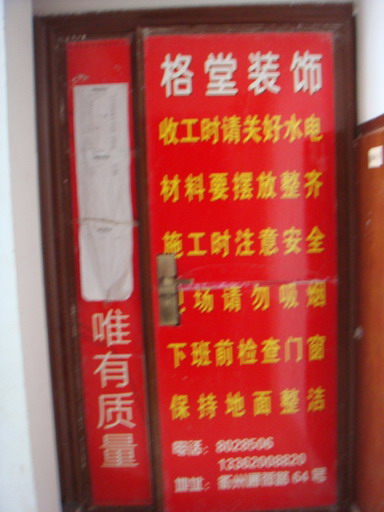 格堂装饰
收工时请关好水电
材料要摆放整齐
施工时注意安全
现场请勿吸烟
下班前检查门窗
保持地面整洁
电话：8028506
13362008820
唯有质量